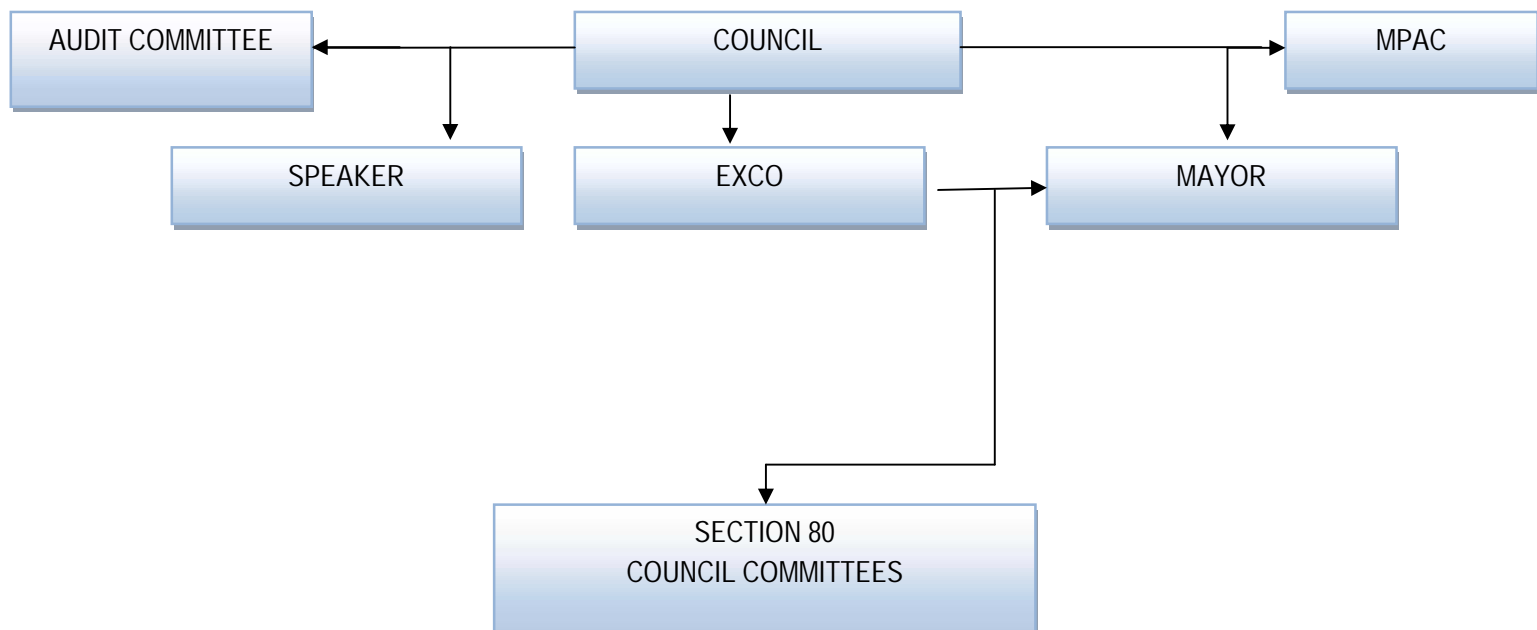 AUDIT COMMITTEE
COUNCIL
MPAC
SPEAKER
EXCO
MAYOR
SECTION 80
COUNCIL COMMITTEES